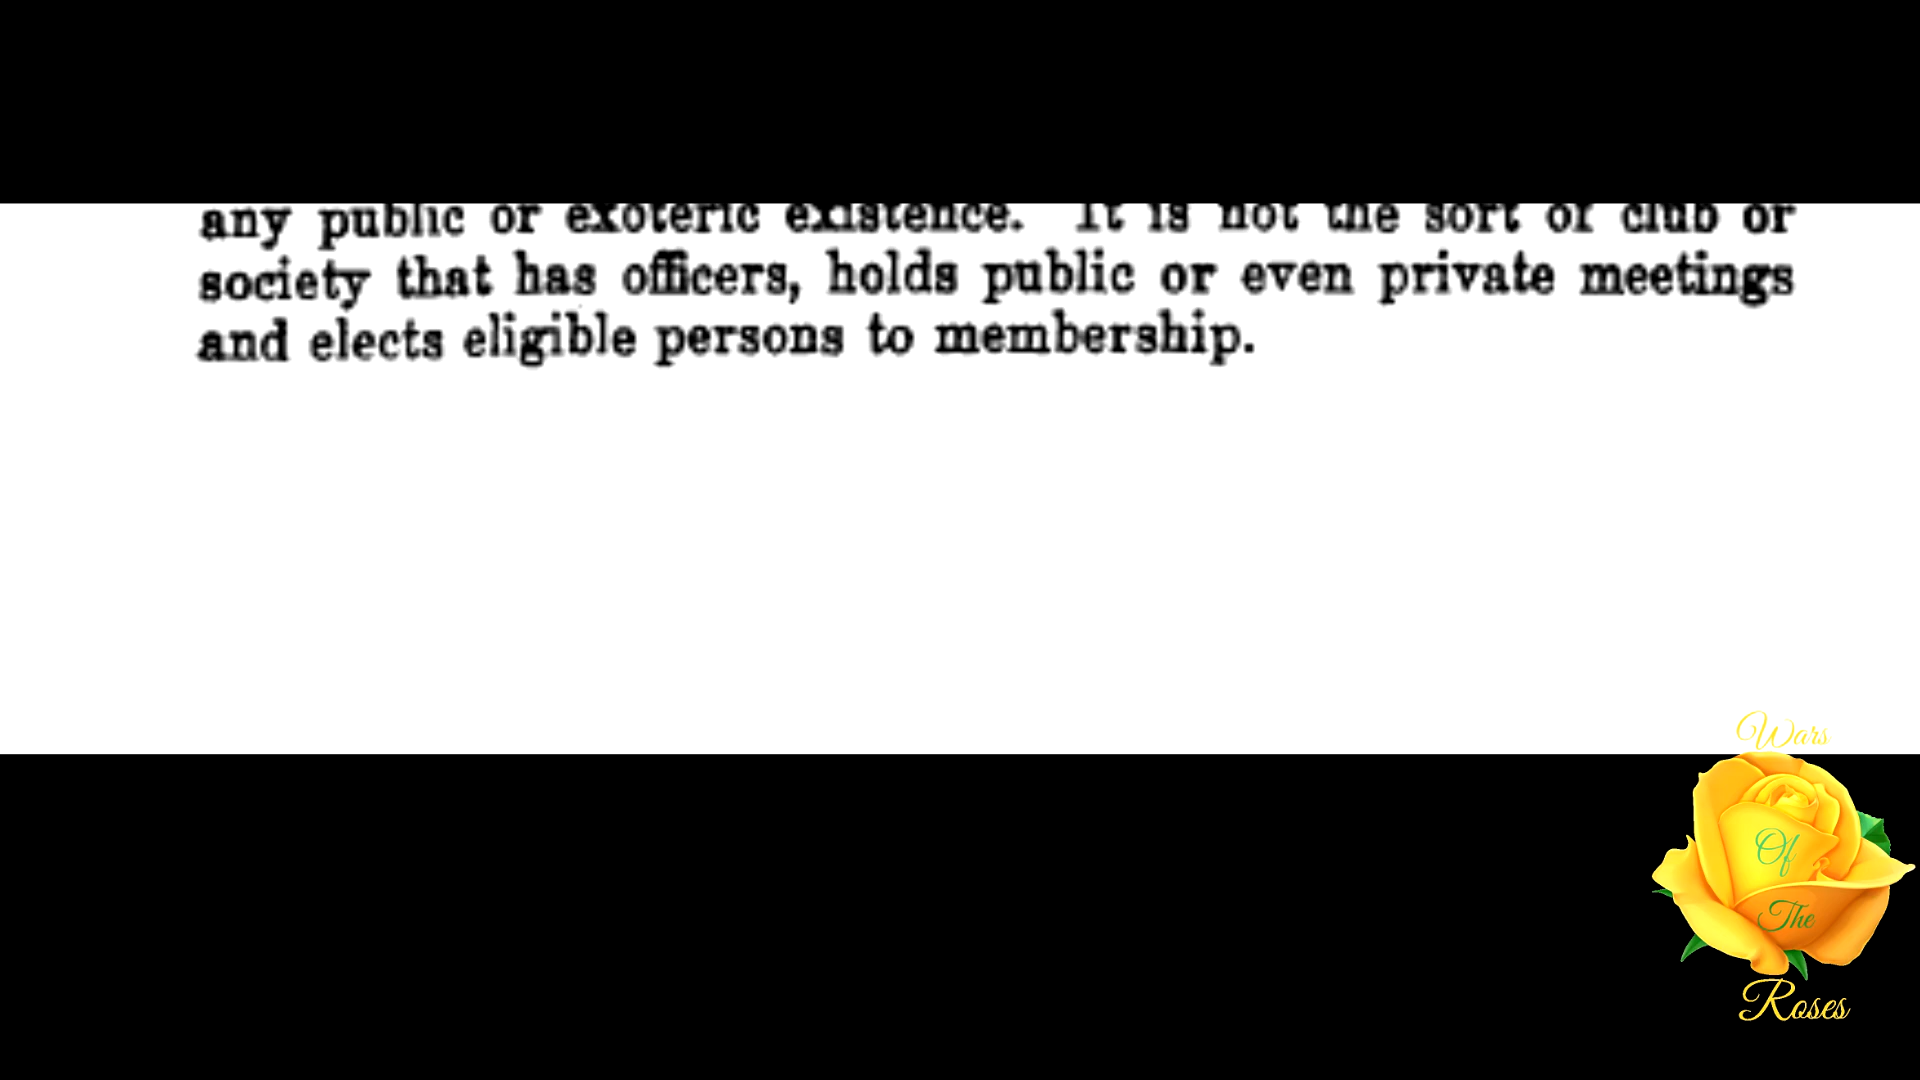 any public or exoteric existence. It is not the sort of club or
society that has officers, holds public or even private meetings
and elects eligible persons to membership.
Wars
Of
The
Roses